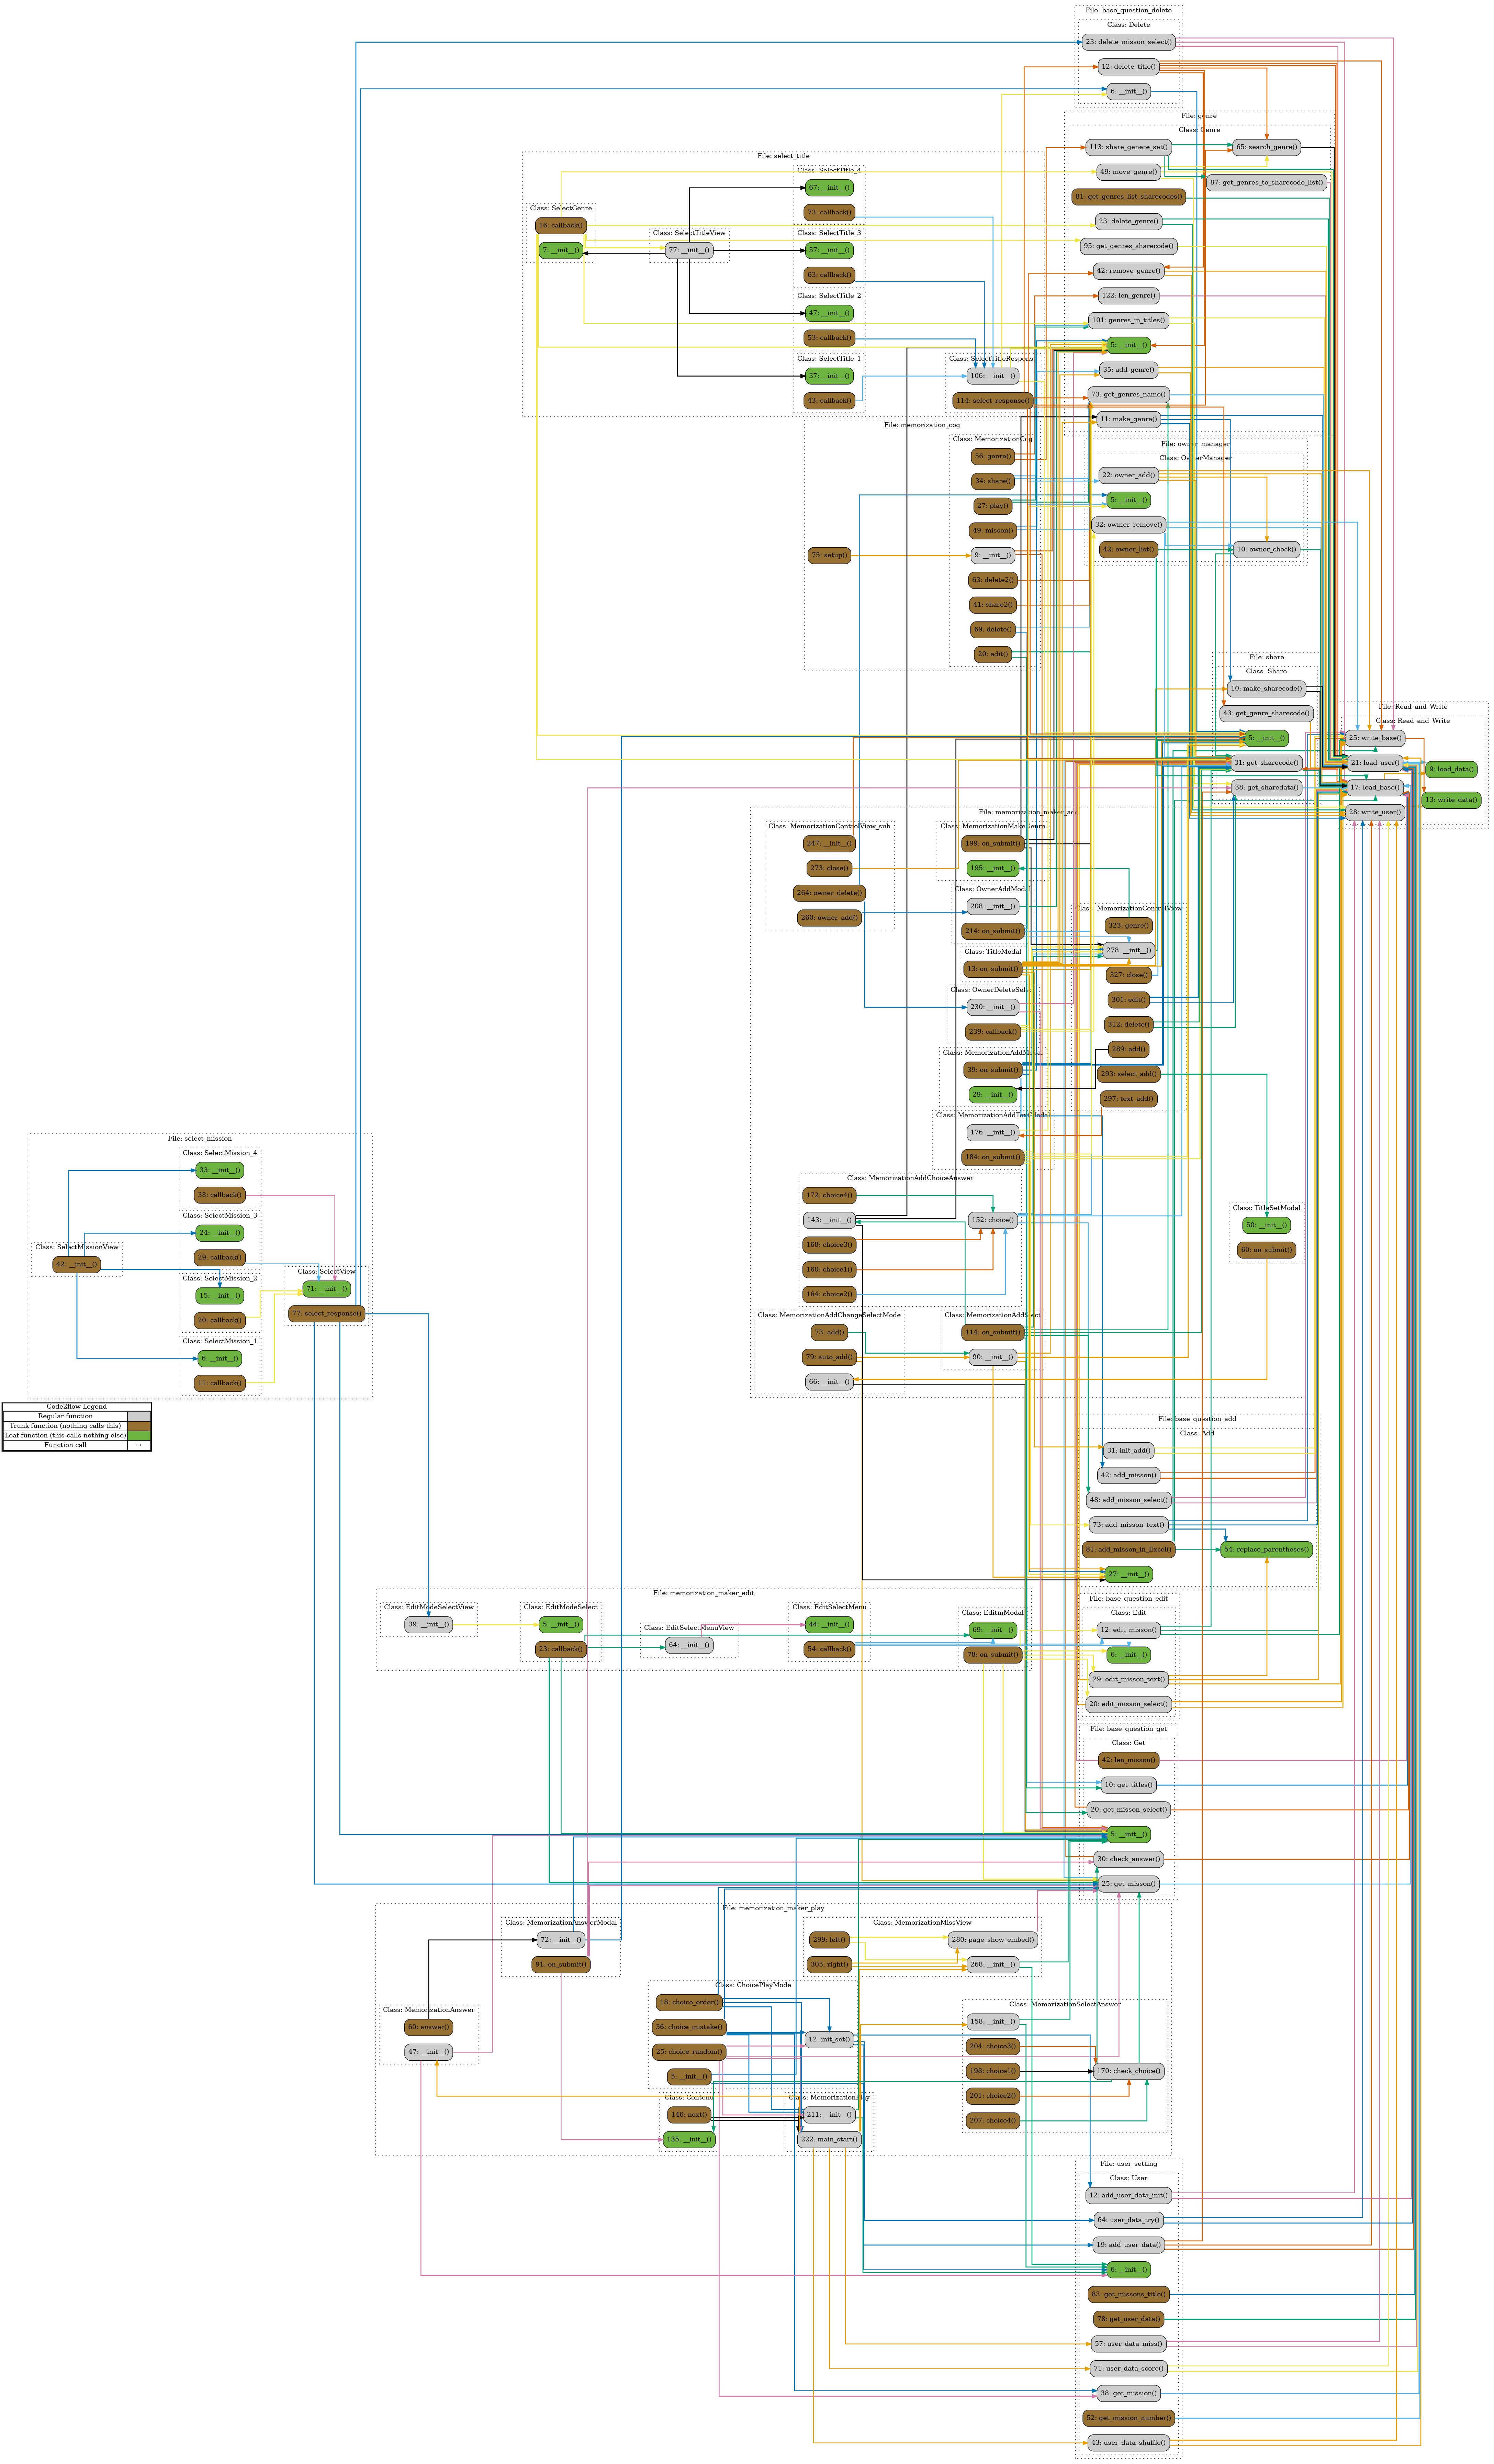 File: base_question_delete
Class: Delete
23: delete_misson_select()
12: delete_title()
6: __init__()
File: genre
Class: Genre
113: share_genere_set()
65: search_genre()
49: move_genre()
87: get_genres_to_sharecode_list()
81: get_genres_list_sharecodes()
23: delete_genre()
95: get_genres_sharecode()
42: remove_genre()
122: len_genre()
101: genres_in_titles()
5: __init__()
35: add_genre()
73: get_genres_name()
11: make_genre()
File: select_title
Class: SelectTitle_4
67: __init__()
73: callback()
Class: SelectGenre
16: callback()
7: __init__()
Class: SelectTitleView
77: __init__()
Class: SelectTitle_3
57: __init__()
63: callback()
Class: SelectTitle_2
47: __init__()
53: callback()
Class: SelectTitle_1
37: __init__()
43: callback()
Class: SelectTitleResponse
106: __init__()
114: select_response()
File: memorization_cog
Class: MemorizationCog
56: genre()
34: share()
27: play()
49: misson()
75: setup()
9: __init__()
63: delete2()
41: share2()
69: delete()
20: edit()
File: owner_manager
Class: OwnerManager
22: owner_add()
5: __init__()
32: owmer_remove()
42: owner_list()
10: owner_check()
File: share
Class: Share
10: make_sharecode()
43: get_genre_sharecode()
5: __init__()
31: get_sharecode()
38: get_sharedata()
File: Read_and_Write
Class: Read_and_Write
25: write_base()
21: load_user()
9: load_data()
17: load_base()
13: write_data()
28: write_user()
File: memorization_maker_add
Class: MemorizationControlView_sub
247: __init__()
273: close()
264: owner_delete()
260: owner_add()
Class: MemorizationMakeGenre
199: on_submit()
195: __init__()
Class: OwnerAddModal
208: __init__()
214: on_submit()
Class: TitleModal
13: on_submit()
Class: OwnerDeleteSelect
230: __init__()
239: callback()
Class: MemorizationControlView
323: genre()
278: __init__()
327: close()
301: edit()
312: delete()
289: add()
293: select_add()
297: text_add()
Class: MemorizationAddModal
39: on_submit()
29: __init__()
Class: MemorizationAddTestModal
176: __init__()
184: on_submit()
Class: MemorizationAddChoiceAnswer
172: choice4()
143: __init__()
152: choice()
168: choice3()
160: choice1()
164: choice2()
Class: TitleSetModal
50: __init__()
60: on_submit()
Class: MemorizationAddChangeSelectMode
73: add()
79: auto_add()
66: __init__()
Class: MemorizationAddSlect
114: on_submit()
90: __init__()
File: select_mission
Class: SelectMission_4
33: __init__()
38: callback()
Class: SelectMission_3
24: __init__()
29: callback()
Class: SelectMissionView
42: __init__()
Class: SelectMission_2
15: __init__()
20: callback()
Class: SelectView
71: __init__()
77: select_response()
Class: SelectMission_1
6: __init__()
11: callback()
Code2flow Legend
Regular function
Trunk function (nothing calls this)
Leaf function (this calls nothing else)
Function call →
File: base_question_add
Class: Add
31: init_add()
42: add_misson()
48: add_misson_select()
73: add_misson_text()
81: add_misson_in_Excel()
54: replace_parentheses()
27: __init__()
File: memorization_maker_edit
Class: EditModeSelectView
39: __init__()
Class: EditModeSelect
5: __init__()
23: callback()
Class: EditSelectMenuView
64: __init__()
Class: EditSelectMenu
44: __init__()
54: callback()
Class: EditmModal
69: __init__()
78: on_submit()
File: base_question_edit
Class: Edit
12: edit_misson()
6: __init__()
29: edit_misson_text()
20: edit_misson_select()
File: base_question_get
Class: Get
42: len_misson()
10: get_titles()
20: get_misson_select()
5: __init__()
30: check_answer()
25: get_misson()
File: memorization_maker_play
Class: MemorizationAnswerModal
72: __init__()
91: on_submit()
Class: MemorizationMissView
299: left()
280: page_show_embed()
305: right()
268: __init__()
Class: MemorizationAnswer
60: answer()
47: __init__()
Class: ChoicePlayMode
18: choice_order()
36: choice_mistake()
12: init_set()
25: choice_random()
5: __init__()
Class: MemorizationSelectAnswer
158: __init__()
204: choice3()
198: choice1()
170: check_choice()
201: choice2()
207: choice4()
Class: Contenu
146: next()
135: __init__()
Class: MemorizationPlay
211: __init__()
222: main_start()
File: user_setting
Class: User
12: add_user_data_init()
64: user_data_try()
19: add_user_data()
6: __init__()
83: get_missons_title()
78: get_user_data()
57: user_data_miss()
71: user_data_score()
38: get_mission()
52: get_mission_number()
43: user_data_shuffle()